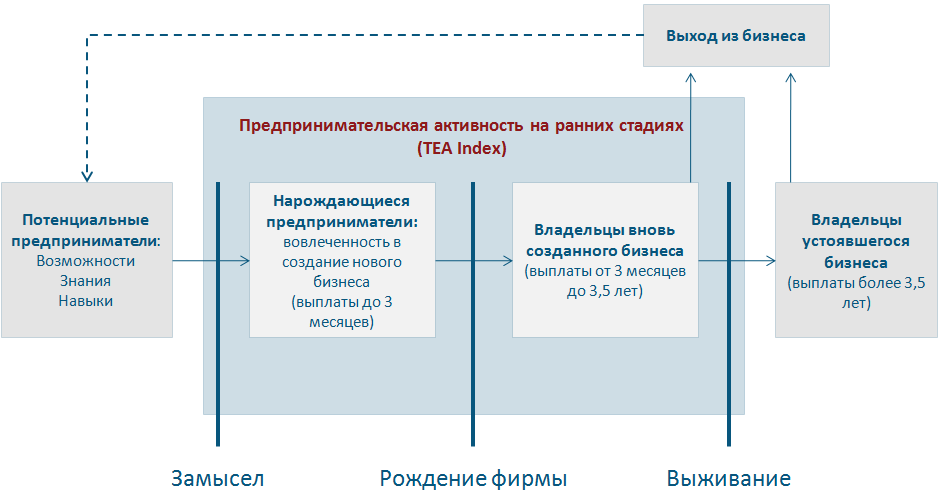 Выход из бизнеса
Предпринимательская активность на ранних стадиях
(TEA Index)
Потенциальные
предприниматели:
Возможности
Знания
Навыки
Нарождающиеся
предприниматели:
вовлеченность в
создание нового
бизнеса
(выплаты до 3
месяцев)
Владельцы вновь
созданного бизнеса
(выплаты от 3 месяцев
до 3,5 лет)
Владельцы
устоявшегося
бизнеса
(выплаты более 3,5
лет)
Замысел
Рождение фирмы
Выживание